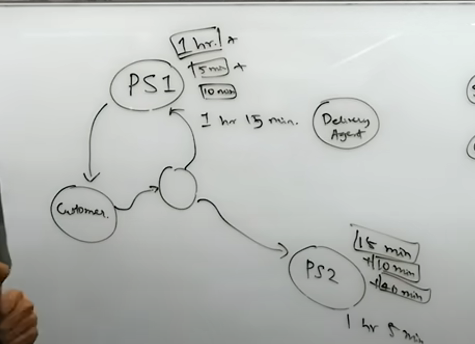 1 hr. +
15 min +
10 min
PS1
1 hr 15 min.
Delivery
Agent
Customer.
15 min
+ 10 min
+ 40 min
PS2
1 hr 5 min